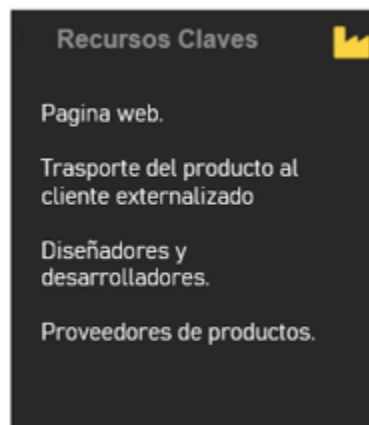 Recursos Claves
Pagina web.
Trasporte del producto al
cliente externalizado
Diseñadores y
desarrolladores.
Proveedores de productos.